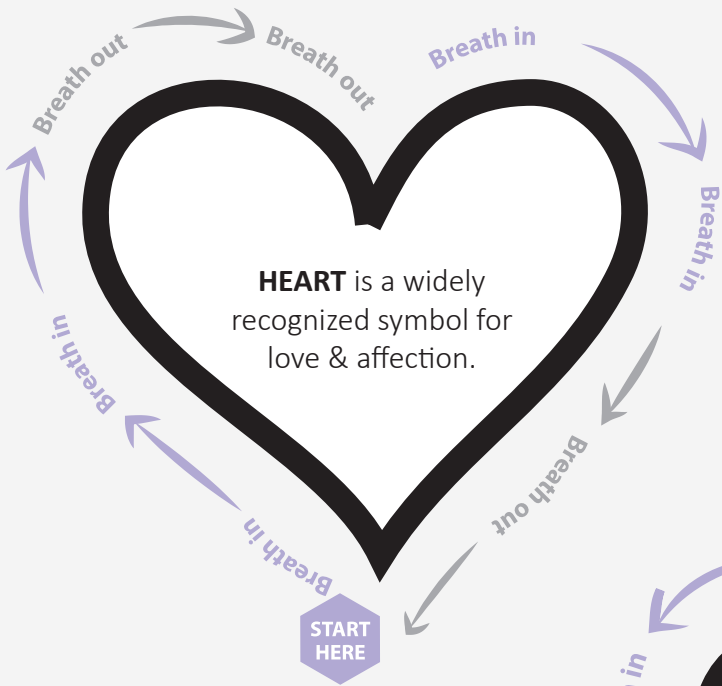 Breath out
Breath out
Breath in
Breath in
HEART is a widely
recognized symbol for
love & affection.
Breath in
Breath out
Breath in
START
HERE
in